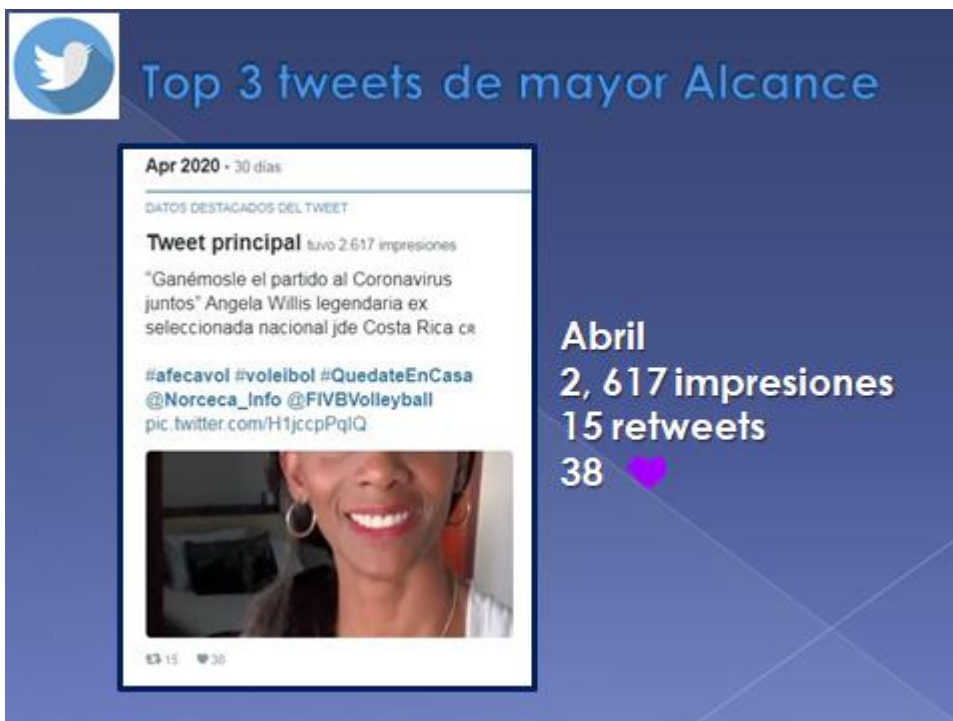 Top 3 tweets de mayor Alcance
Apr 2020 - 30 días
DATOS DESTACADOS DEL TWEET
Tweet principal tuvo 2.617 impresiones
"Ganémosle el partido al Coronavirus
juntos" Angela Willis legendaria ex
seleccionada nacional jde Costa Rica CR
#afecavol #voleibol #QuedateEnCasa
@Norceca_Info @FIVBVolleyball
pic.twitter.com/H1jccpPqlQ
15 38
Abril
2, 617 impresiones
15 retweets
38